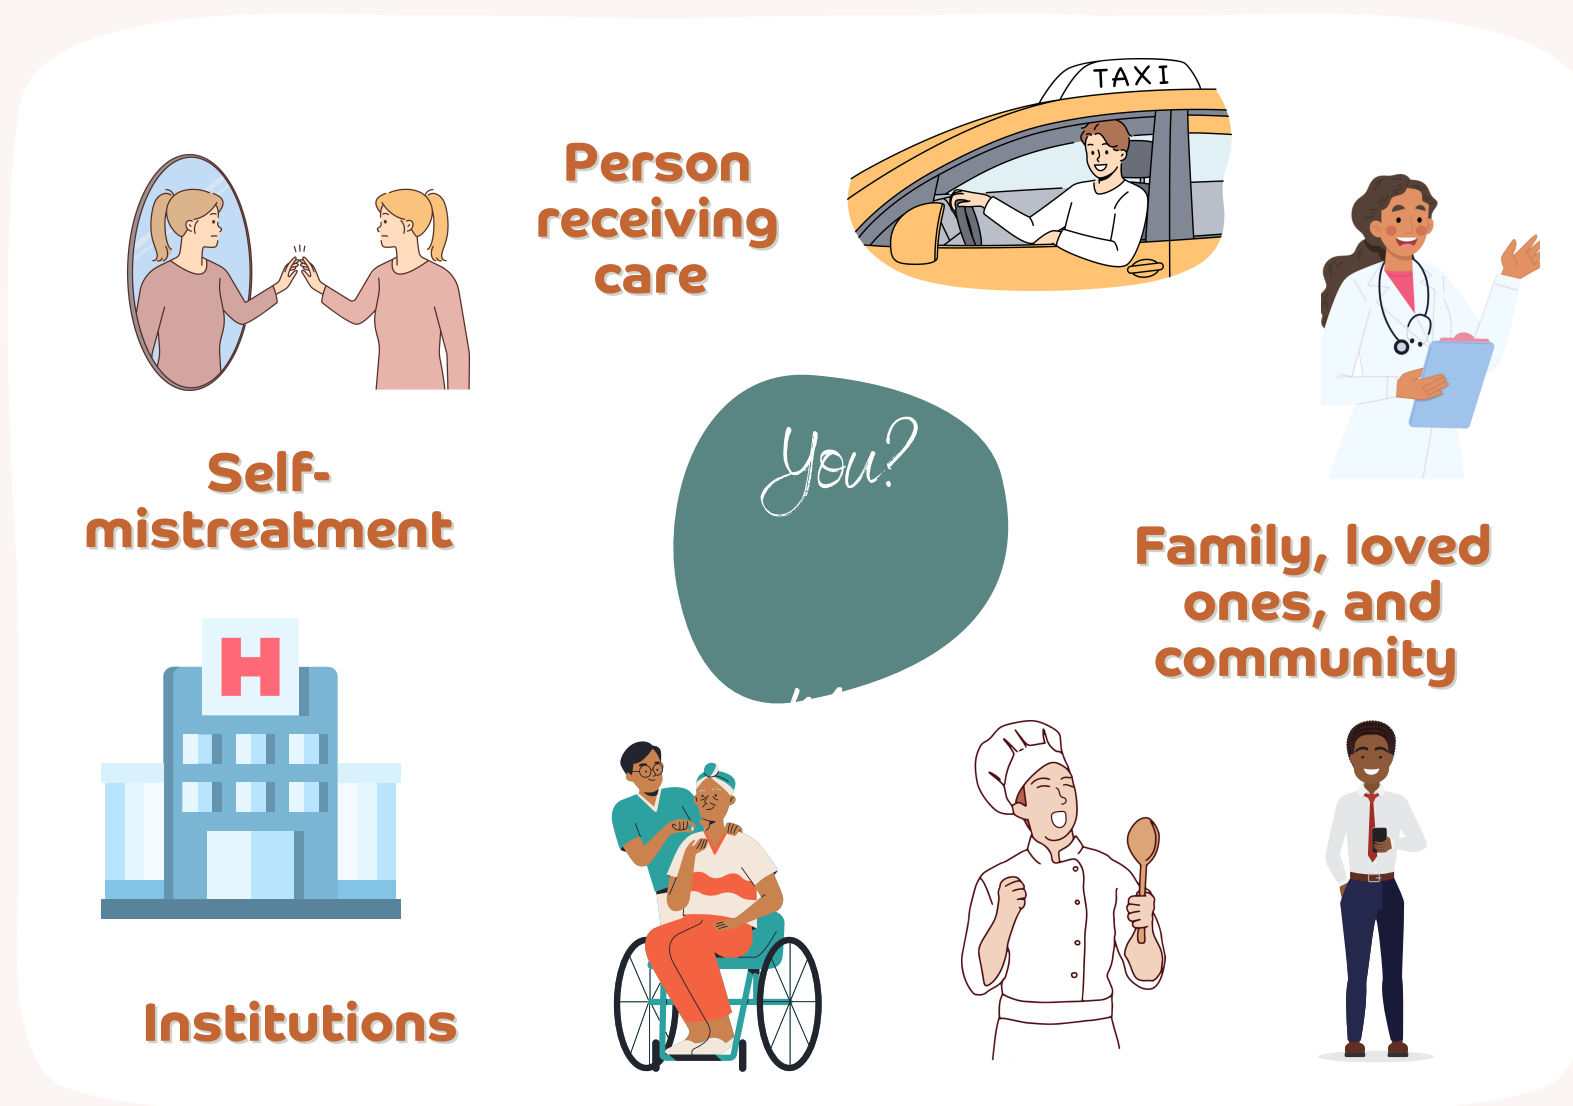 TAXI
Person
receiving
care
Self-
mistreatment
You?
Family, loved
ones, and
community
H
Institutions